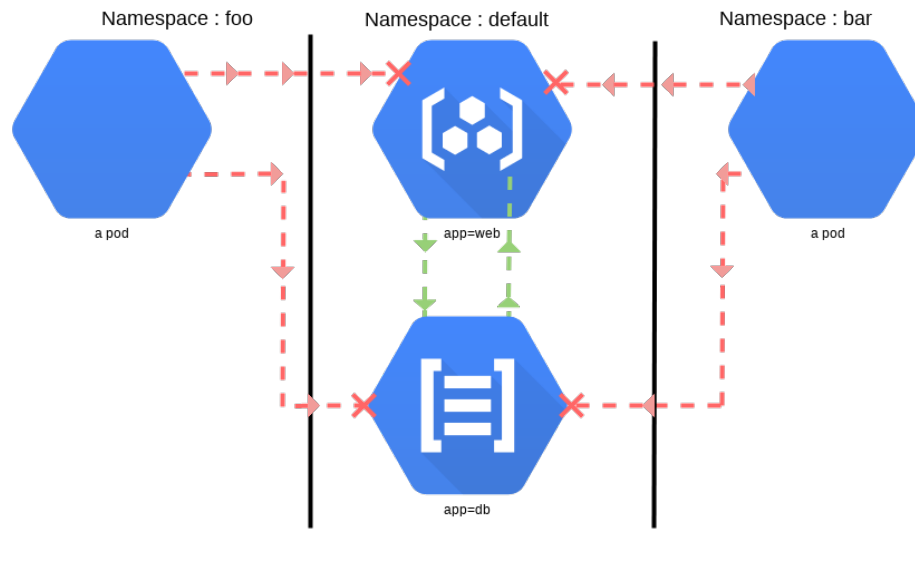 Namespace : foo
Namespace : default
Namespace : bar
a pod
app=web
a pod
app=db